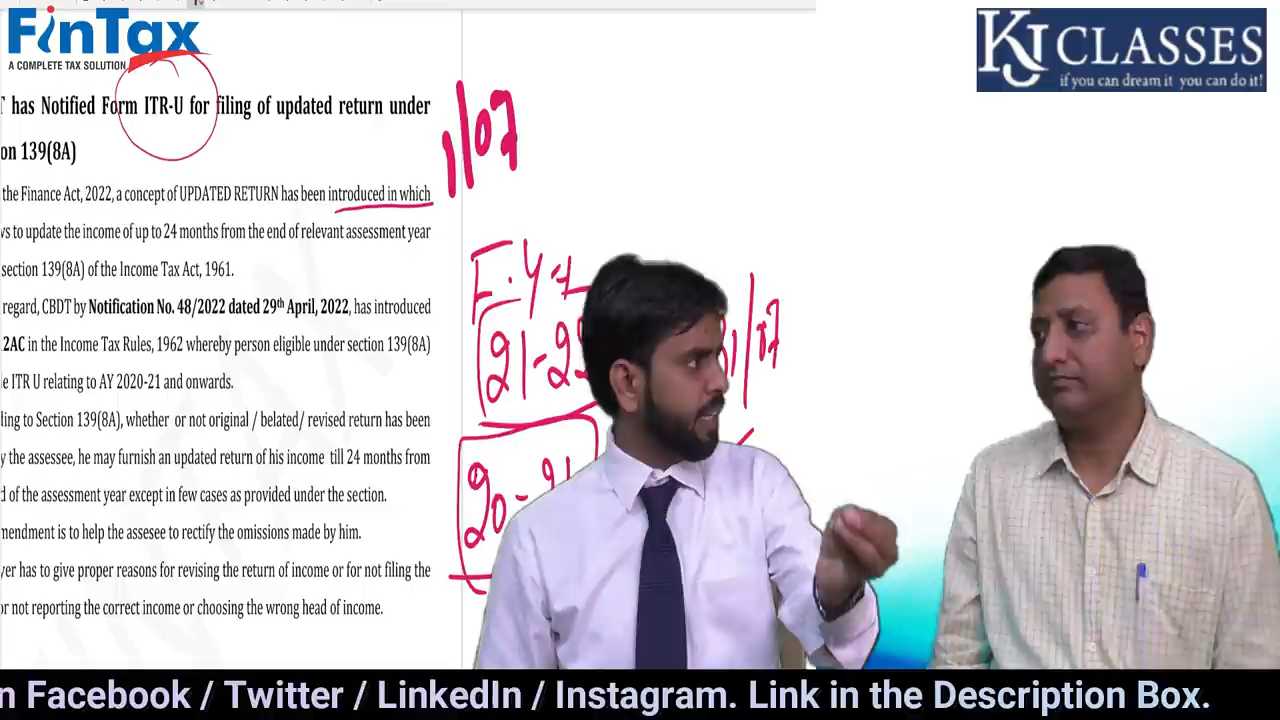 FinTax
A COMPLETE TAX SOLUTION
KJ CLASSES
if you can dream it you can do it!
T has Notified Form ITR-U for filing of updated return under
on 139(8A)
1/07
the Finance Act, 2022, a concept of UPDATED RETURN has been introduced in which
ws to update the income of up to 24 months from the end of relevant assessment year
section 139(8A) of the Income Tax Act, 1961.
F.Y
regard, CBDT by Notification No. 48/2022 dated 29th April, 2022, has introduced
2AC in the Income Tax Rules, 1962 whereby person eligible under section 139(8A)
21-22
1/07
e ITR U relating to AY 2020-21 and onwards.
ling to Section 139(8A), whether or not original / belated/ revised return has been
y the assessee, he may furnish an updated return of his income till 24 months from
20-21
d of the assessment year except in few cases as provided under the section.
mendment is to help the assesee to rectify the omissions made by him.
yer has to give proper reasons for revising the return of income or for not filing the
or not reporting the correct income or choosing the wrong head of income.
n Facebook / Twitter / LinkedIn / Instagram. Link in the Description Box.